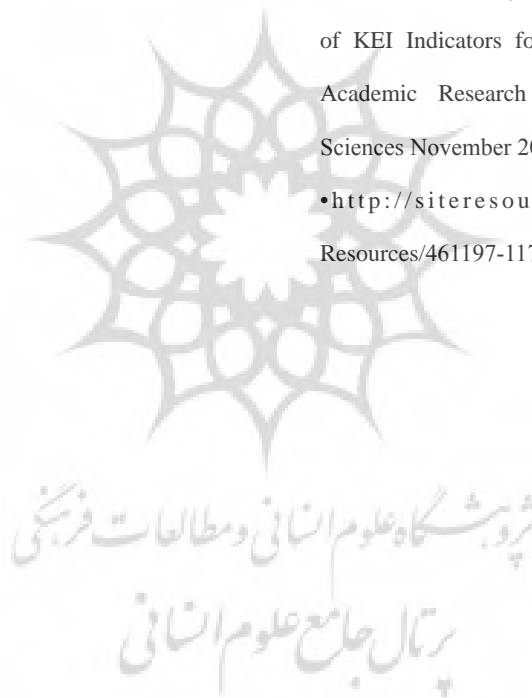 of KEI Indicators fo
Academic Research
Sciences November 20
•http://siteresou
Resources/461197-117
پژوهشگاه علوم انسانی و مطالعات فرهنگی
پرتال جامع علوم انسانی